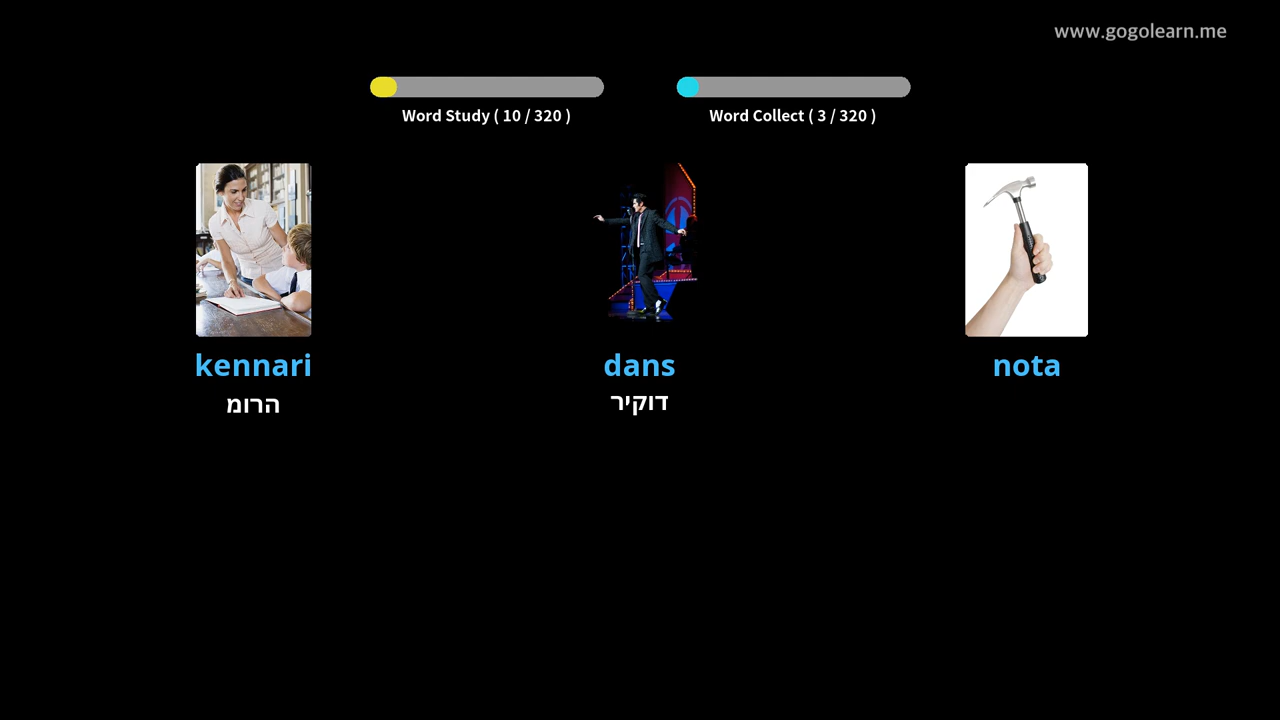 www.gogolearn.me
Word Study ( 10 / 320 )
Word Collect ( 3 / 320 )
kennari
הרומ
dans
דוקיר
nota